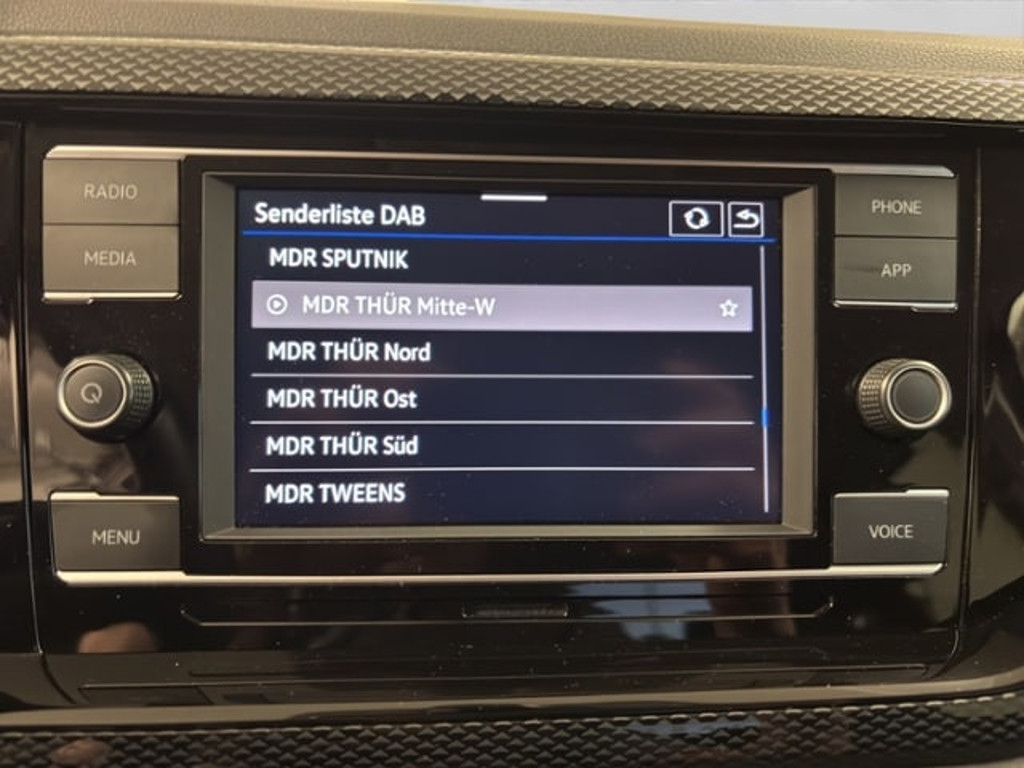 RADIO
MEDIA
MENU
Senderliste DAB
MDR SPUTNIK
MDR THÜR Mitte-W
MDR THÜR Nord
MDR THÜR Ost
MDR THÜR Süd
MDR TWEENS
PHONE
APP
VOICE